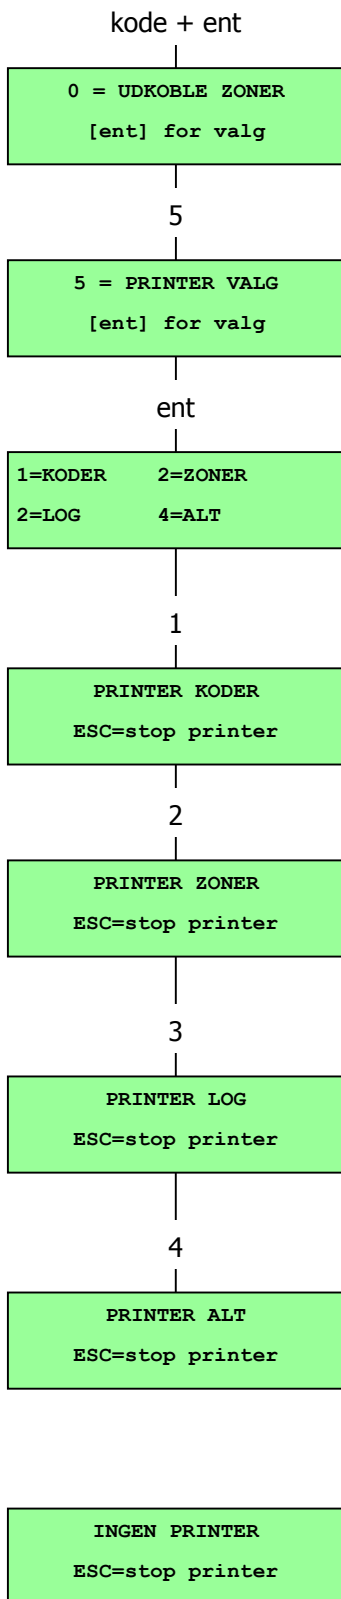 kode + ent
0 = UDKOBLE ZONER
[ent] for valg
5
5 = PRINTER VALG
[ent] for valg
ent
1=KODER 2=ZONER
2=LOG 4=ALT
1
PRINTER KODER
ESC=stop printer
2
PRINTER ZONER
ESC=stop printer
3
PRINTER LOG
ESC=stop printer
4
PRINTER ALT
ESC=stop printer
INGEN PRINTER
ESC=stop printer